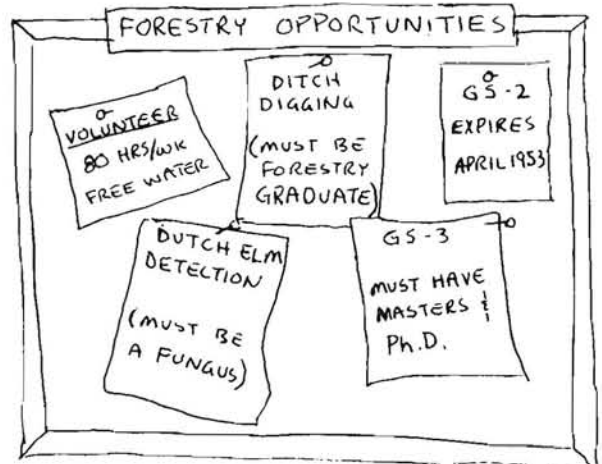 FORESTRY OPPORTUNITIES
VOLUNTEER
80 HRS/WK
FREE WATER
DITCH
DIGGING
(MUST BE
FORESTRY
GRADUATE)
GS-2
EXPIRES
APRIL 1953
DUTCH ELM
DETECTION
(MUST BE
A FUNGUS)
GS-3
MUST HAVE
MASTERS &
Ph.D.